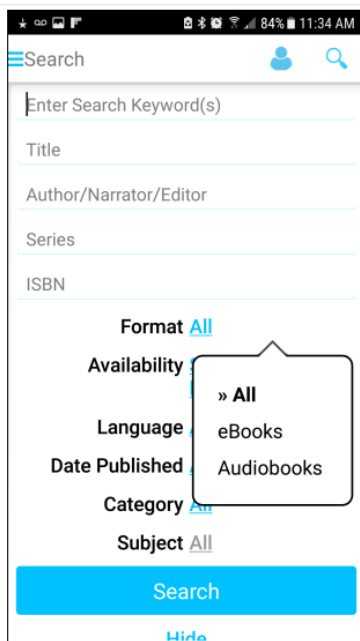 84% 11:34 AM
Search
Enter Search Keyword(s)
Title
Author/Narrator/Editor
Series
ISBN
Format All
Availability
» All
Language
eBooks
Date Published
Audiobooks
Category All
Subject All
Search
Hide